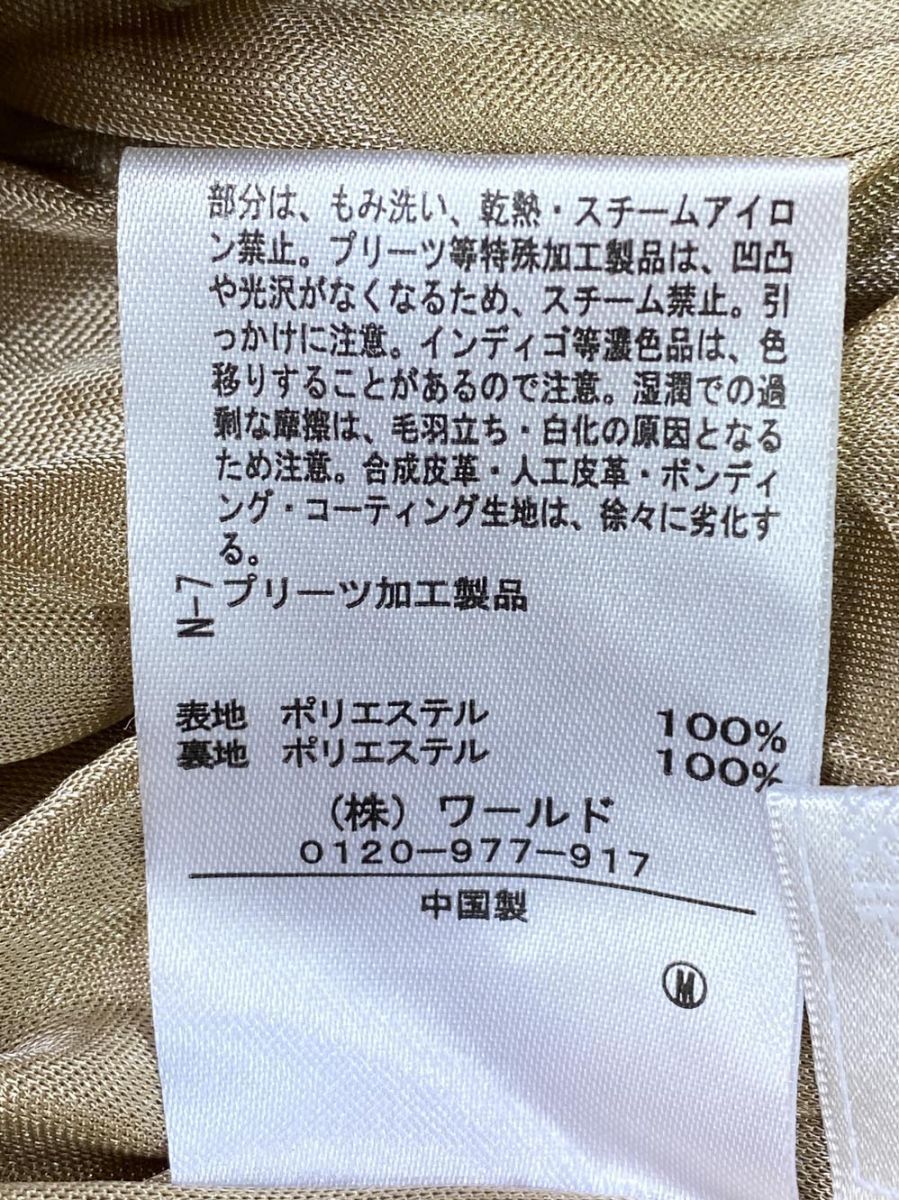 部分は、もみ洗い、乾熱・スチームアイロ
ン禁止。プリーツ等特殊加工製品は、凹凸
や光沢がなくなるため、スチーム禁止。引
っかけに注意。インディゴ等濃色品は、色
移りすることがあるので注意。湿潤での過
剰な摩擦は、毛羽立ち・白化の原因となる
ため注意。合成皮革・人工皮革・ボンディ
ング・コーティング生地は、徐々に劣化す
る。
N-7
プリーツ加工製品
表地 ポリエステル 100%
裏地 ポリエステル 100%
(株) ワールド
0120-977-917
中国製
M